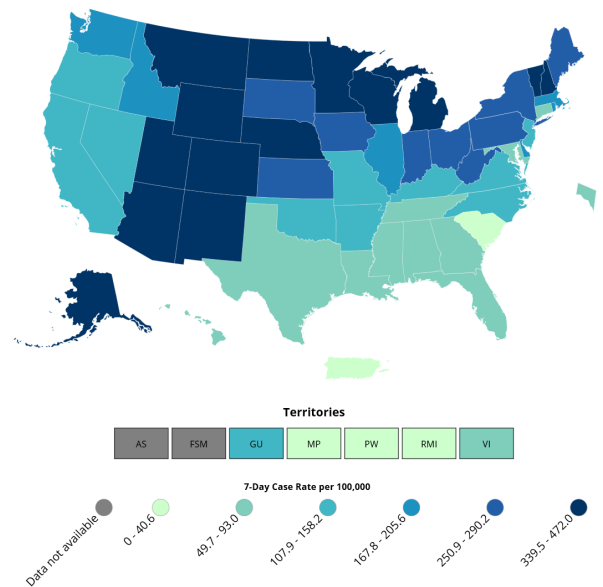 Territories
AS FSM GU MP PW RMI VI
7-Day Case Rate per 100,000
Data not available
0 - 40.6
49.7 - 93.0
107.9 - 158.2
167.8 - 205.6
250.9 - 290.2
339.5 - 472.0